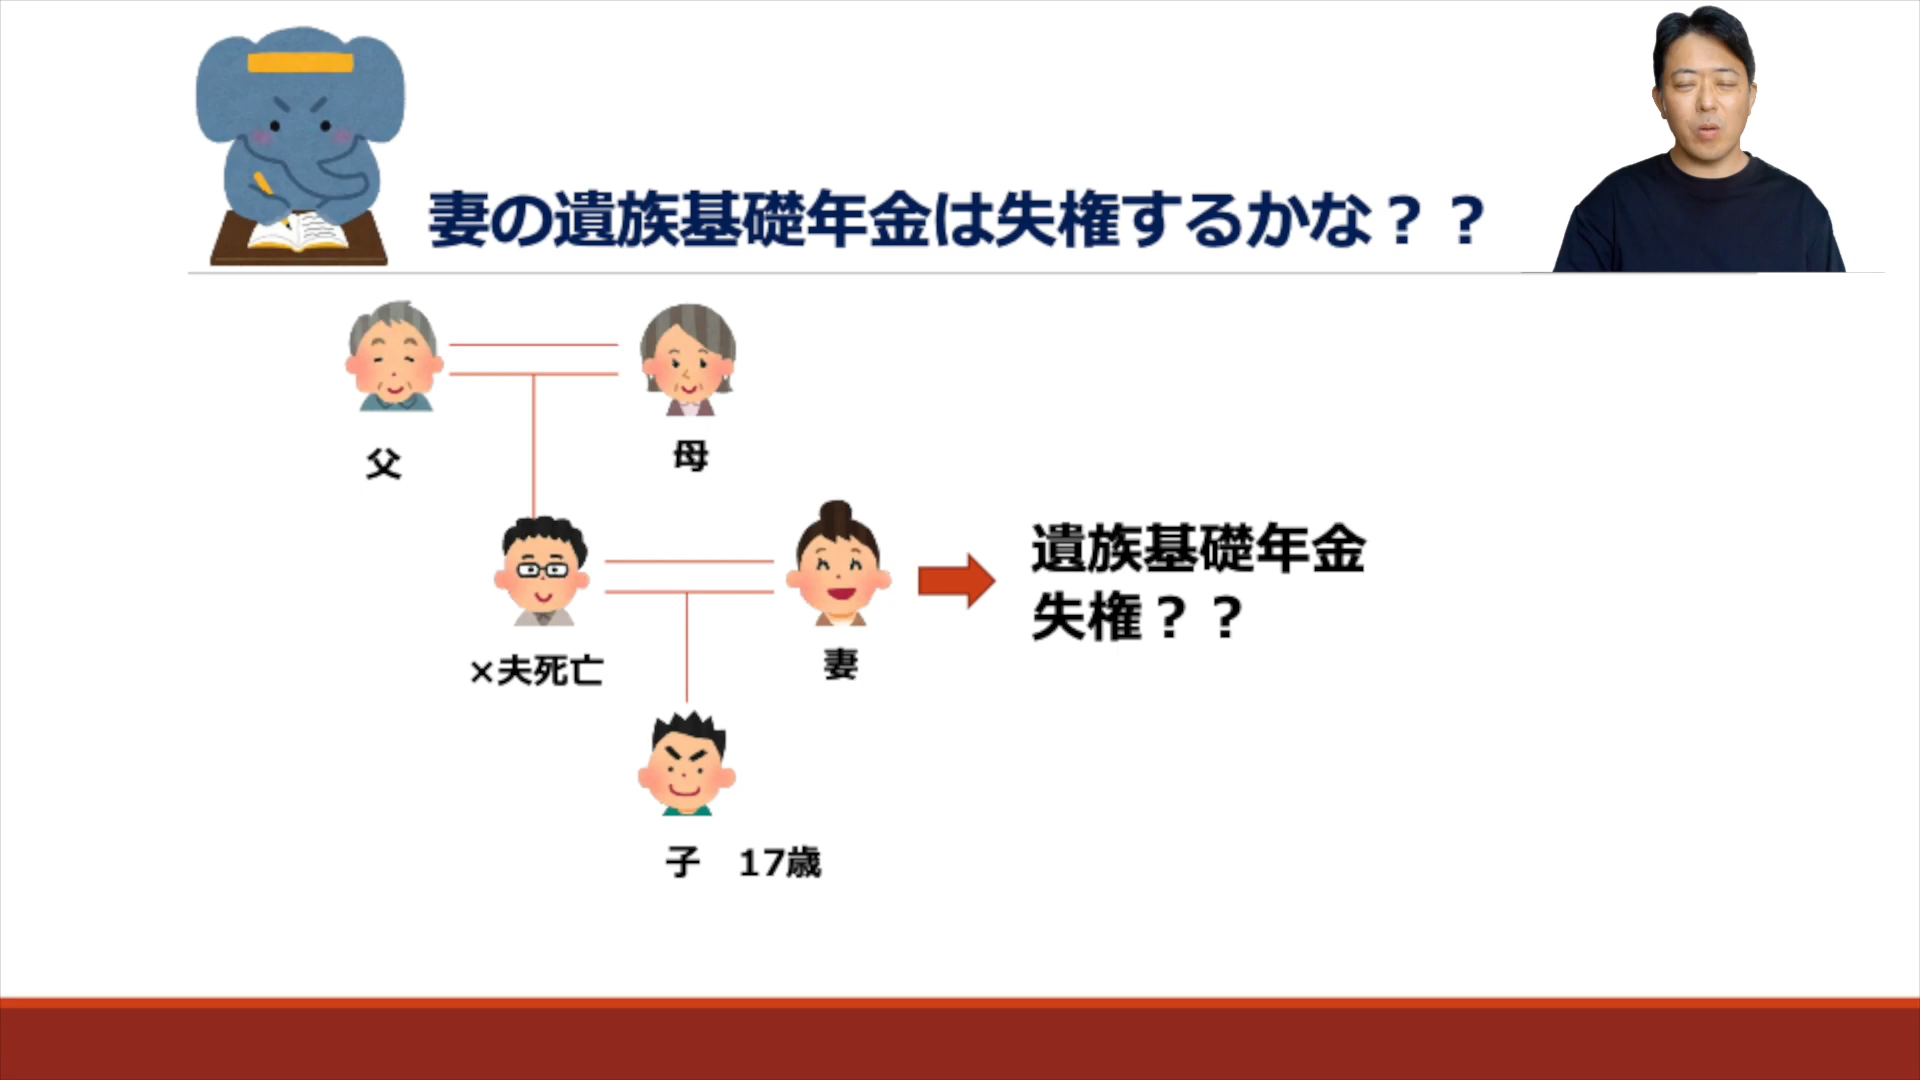 妻の遺族基礎年金は失権するかな？？
父
母
遺族基礎年金
失権？？
×夫死亡
妻
子　17歳